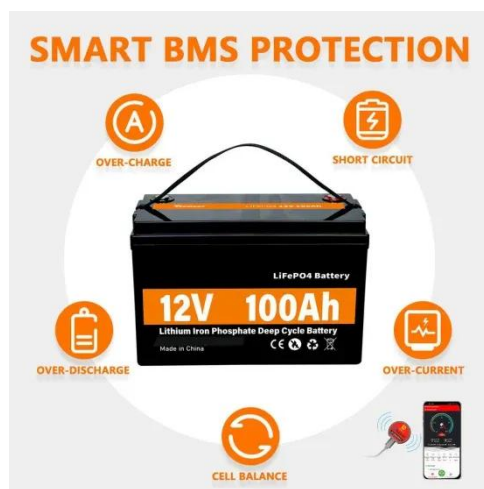 SMART BMS PROTECTION
OVER-CHARGE
SHORT CIRCUIT
LiFePO4 Battery
12V 100Ah
Lithium Iron Phosphate Deep Cycle Battery
Made in China
CE
OVER-DISCHARGE
OVER-CURRENT
CELL BALANCE